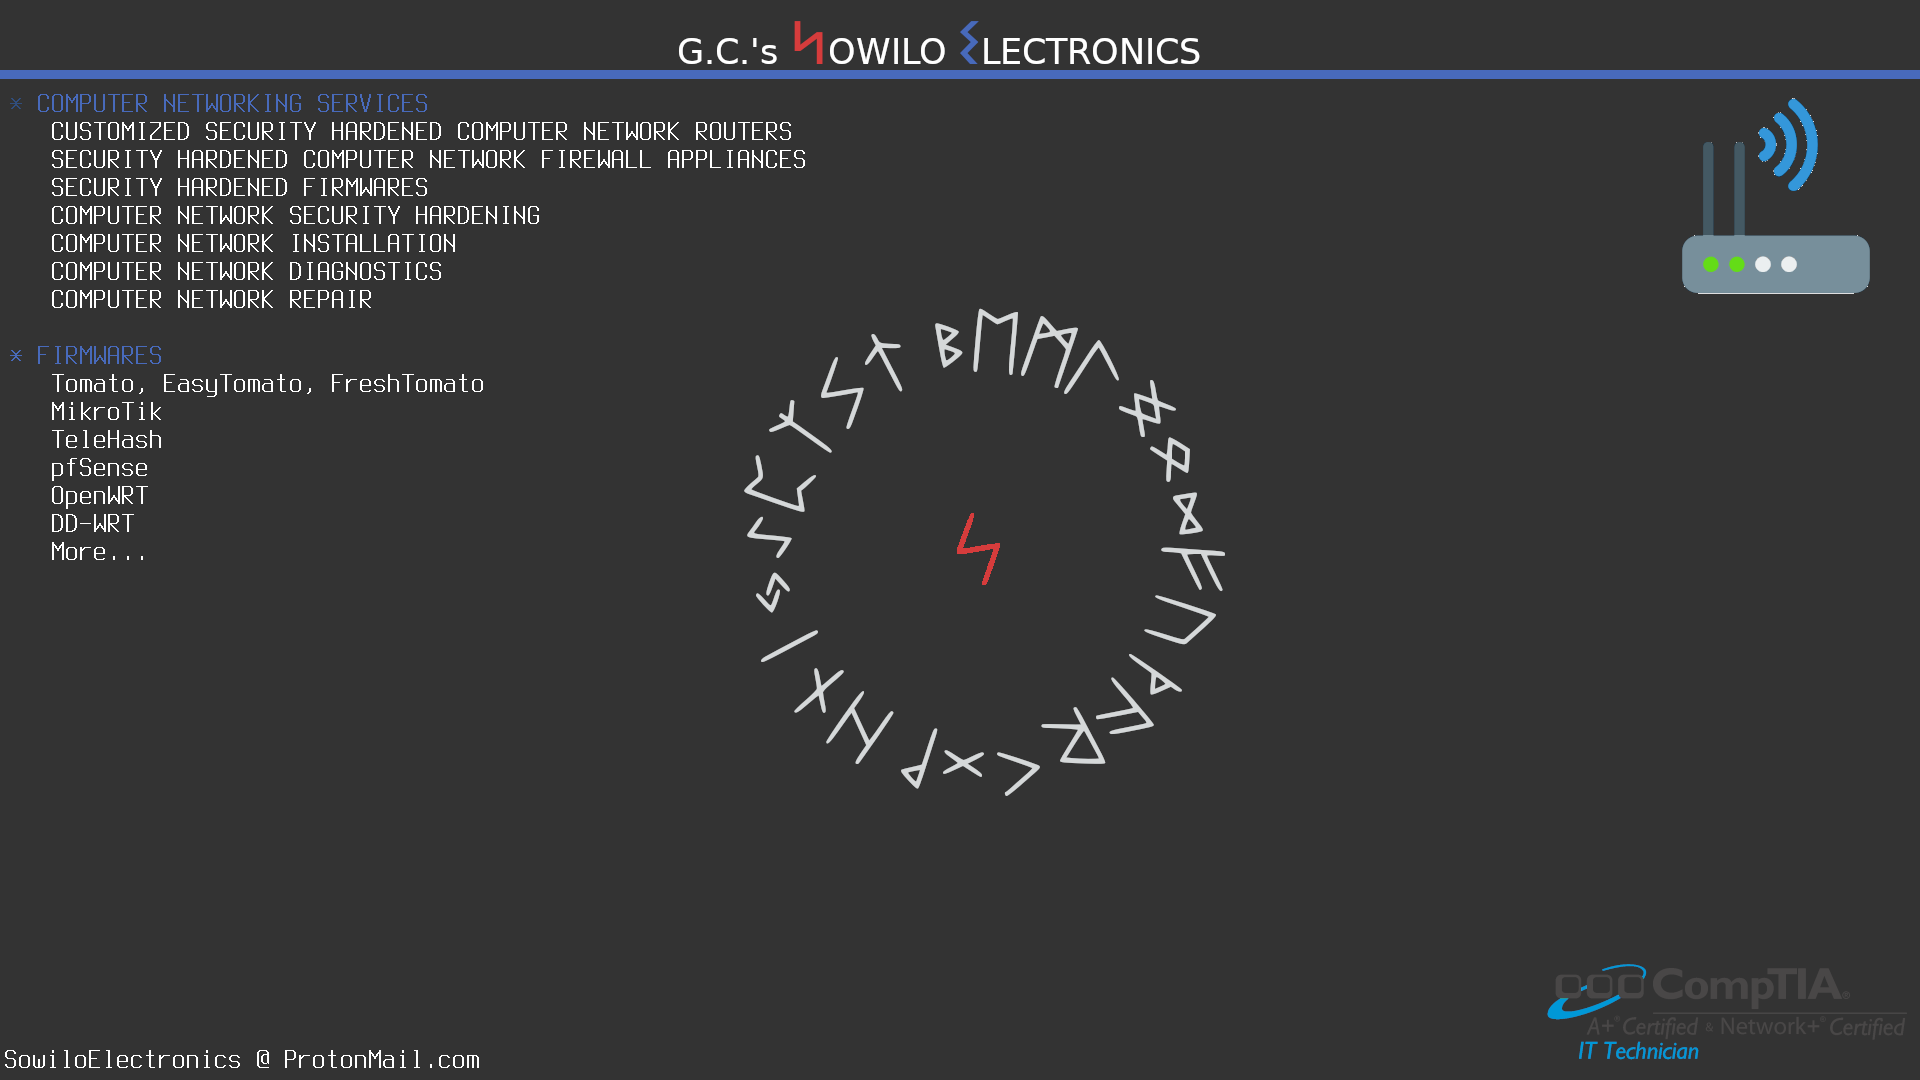 G.C.'s ᛋOWILO ΣLECTRONICS
* COMPUTER NETWORKING SERVICES
CUSTOMIZED SECURITY HARDENED COMPUTER NETWORK ROUTERS
SECURITY HARDENED COMPUTER NETWORK FIREWALL APPLIANCES
SECURITY HARDENED FIRMWARES
COMPUTER NETWORK SECURITY HARDENING
COMPUTER NETWORK INSTALLATION
COMPUTER NETWORK DIAGNOSTICS
COMPUTER NETWORK REPAIR
* FIRMWARES
Tomato, EasyTomato, FreshTomato
MikroTik
TeleHash
pfSense
OpenWRT
DD-WRT
More...
ᛋ
CompTIA®
A+® Certified & Network+® Certified
IT Technician
SowiloElectronics @ ProtonMail.com